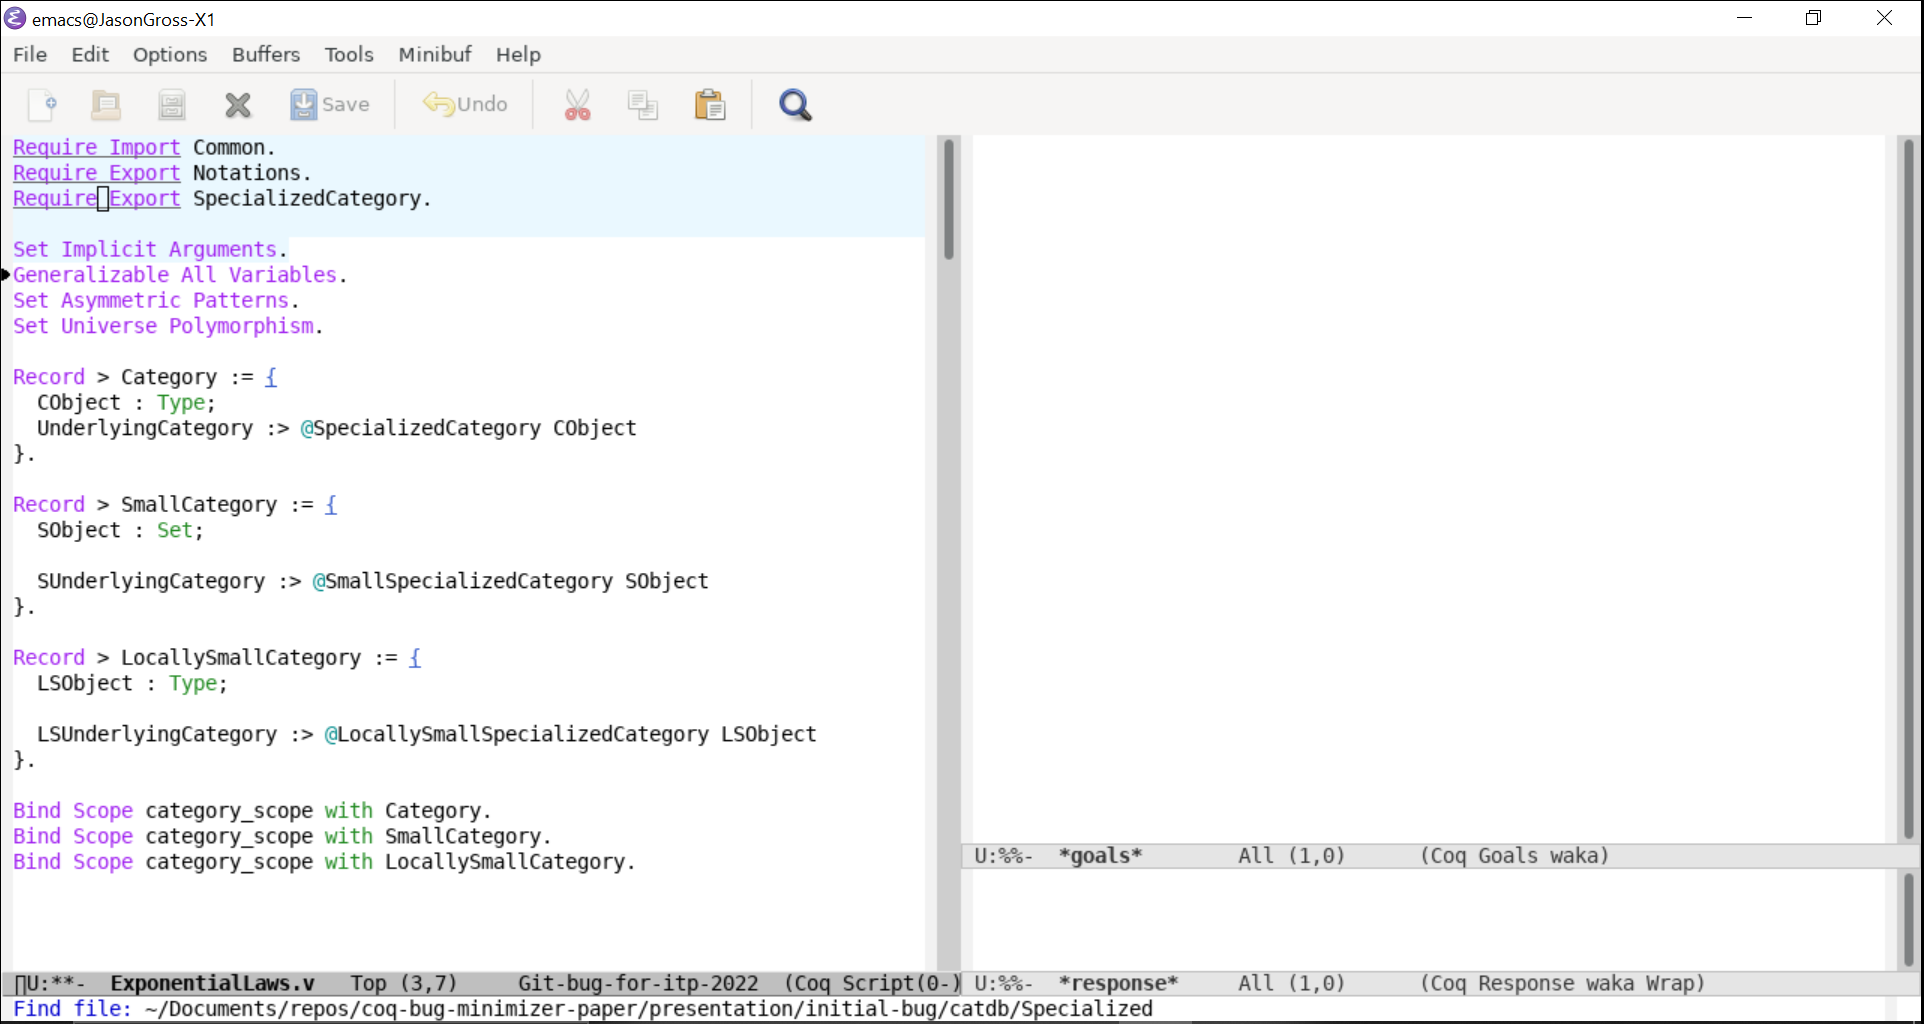 emacs@JasonGross-X1
File Edit Options Buffers Tools Minibuf Help
Save Undo
Require Import Common.
Require Export Notations.
Require Export SpecializedCategory.
Set Implicit Arguments.
Generalizable All Variables.
Set Asymmetric Patterns.
Set Universe Polymorphism.
Record > Category := {
  CObject : Type;
  UnderlyingCategory :> @SpecializedCategory CObject
}.
Record > SmallCategory := {
  SObject : Set;
  SUnderlyingCategory :> @SmallSpecializedCategory SObject
}.
Record > LocallySmallCategory := {
  LSObject : Type;
  LSUnderlyingCategory :> @LocallySmallSpecializedCategory LSObject
}.
Bind Scope category_scope with Category.
Bind Scope category_scope with SmallCategory.
Bind Scope category_scope with LocallySmallCategory.
U:%%-  *goals*        All (1,0)      (Coq Goals waka)
U:**-  ExponentialLaws.v   Top (3,7)     Git-bug-for-itp-2022  (Coq Script(0-)
U:%%-  *response*     All (1,0)      (Coq Response waka Wrap)
Find file: ~/Documents/repos/coq-bug-minimizer-paper/presentation/initial-bug/catdb/Specialized